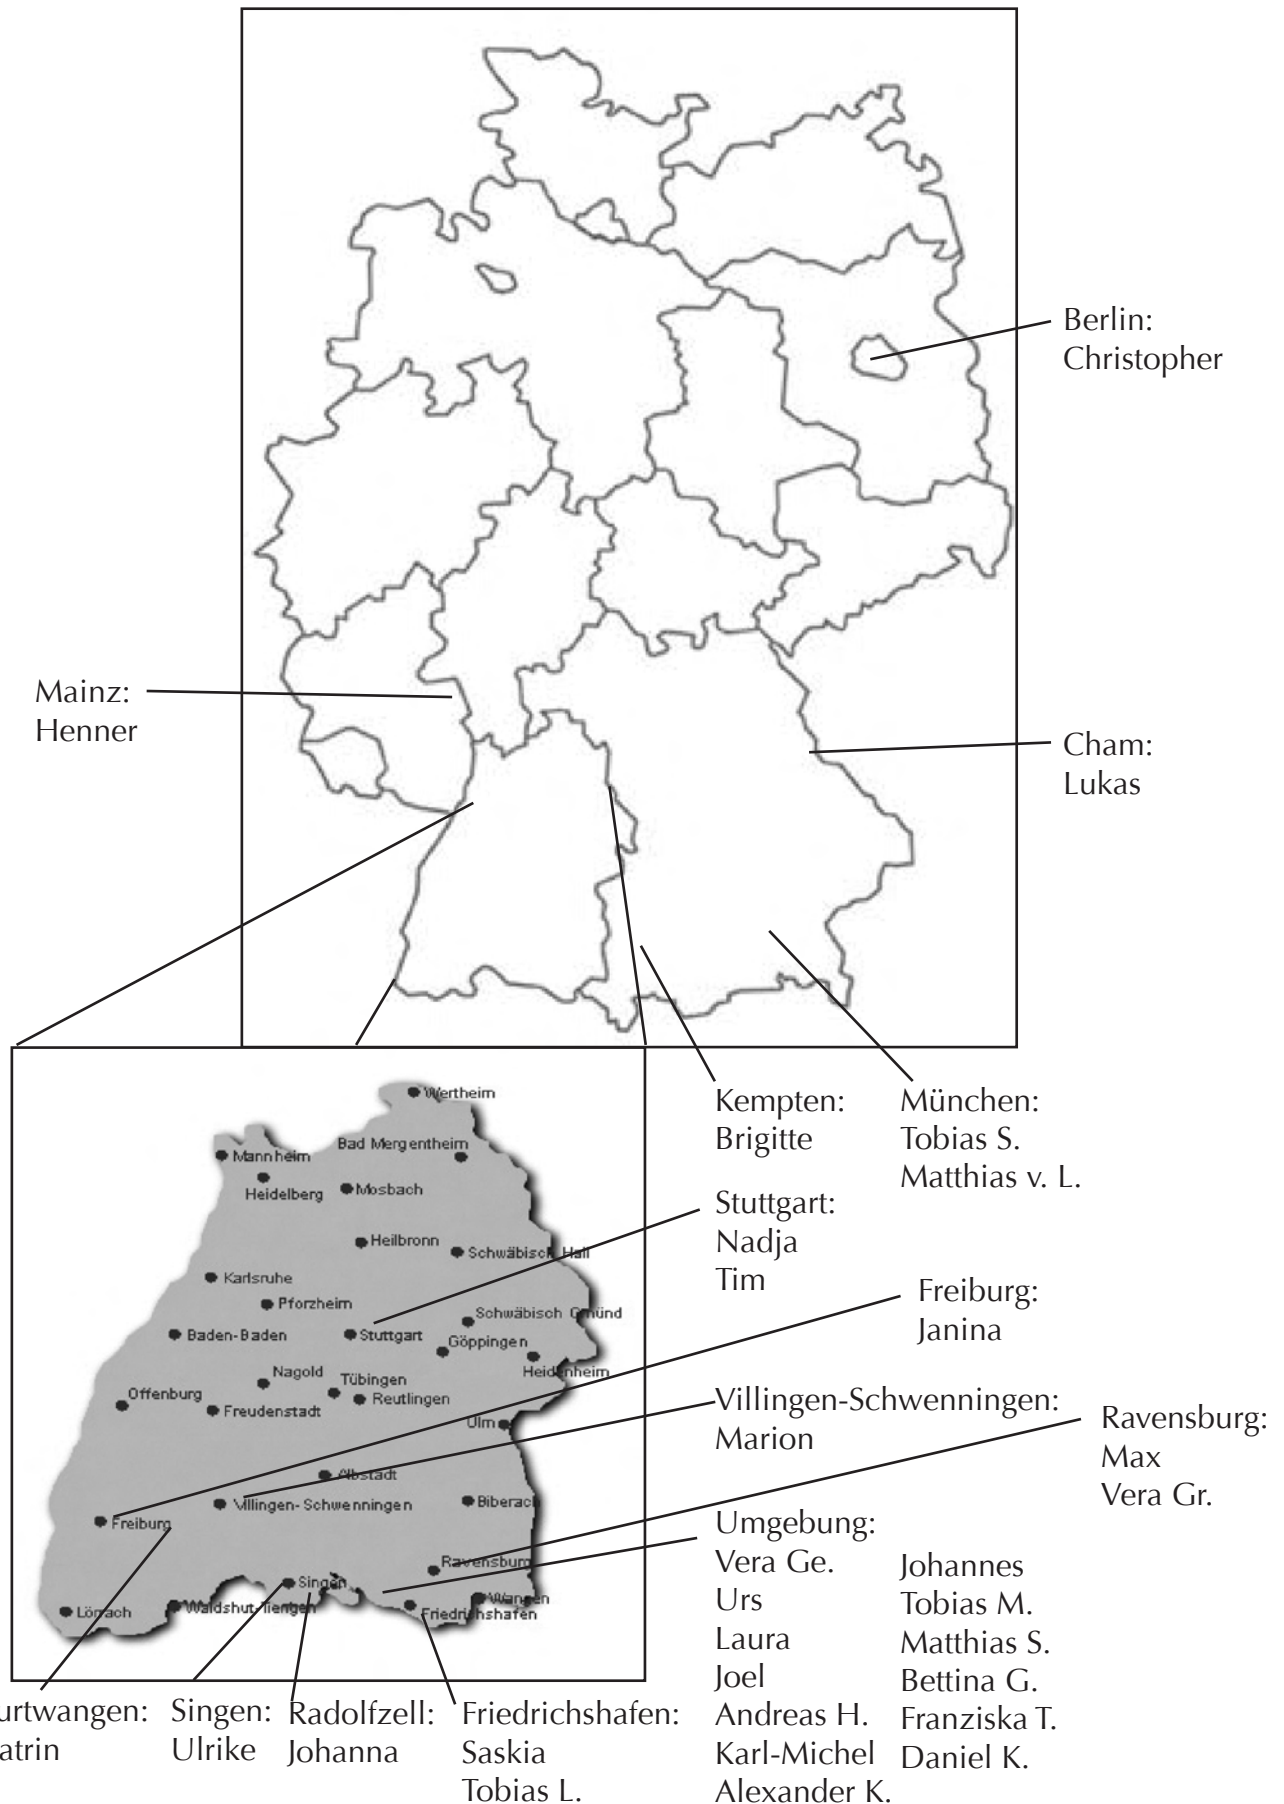 Berlin:
Christopher
Mainz:
Henner
Cham:
Lukas
Kempten:
Brigitte
München:
Tobias S.
Matthias v. L.
Stuttgart:
Nadja
Tim
Freiburg:
Janina
Villingen-Schwenningen:
Marion
Ravensburg:
Max
Vera Gr.
Umgebung:
Vera Ge.
Urs
Laura
Joel
Andreas H.
Karl-Michel
Alexander K.
Johannes
Tobias M.
Matthias S.
Bettina G.
Franziska T.
Daniel K.
Wertheim
Bad Mergentheim
Mannheim
Heidelberg
Mosbach
Heilbronn
Schwäbisch Hall
Karlsruhe
Pforzheim
Schwäbisch Gmünd
Baden-Baden
Stuttgart
Göppingen
Heidenheim
Nagold
Tübingen
Offenburg
Reutlingen
Freudenstadt
Ulm
Albstadt
Villingen-Schwenningen
Biberach
Freiburg
Ravensburg
Singen
Wangen
Lörrach
Waldshut-Tiengen
Friedrichshafen
urtwangen:
atrin
Singen:
Ulrike
Radolfzell:
Johanna
Friedrichshafen:
Saskia
Tobias L.